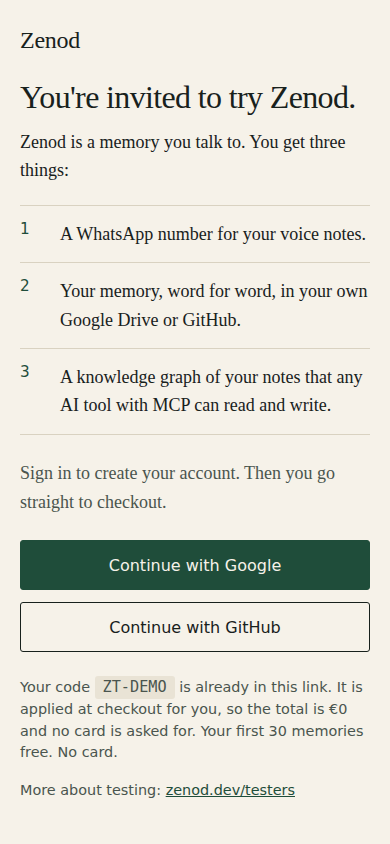 Zenod
You're invited to try Zenod.
Zenod is a memory you talk to. You get three
things:
1
A WhatsApp number for your voice notes.
2
Your memory, word for word, in your own
Google Drive or GitHub.
3
A knowledge graph of your notes that any
AI tool with MCP can read and write.
Sign in to create your account. Then you go
straight to checkout.
Continue with Google
Continue with GitHub
Your code ZT-DEMO is already in this link. It is
applied at checkout for you, so the total is €0
and no card is asked for. Your first 30 memories
free. No card.
More about testing: zenod.dev/testers